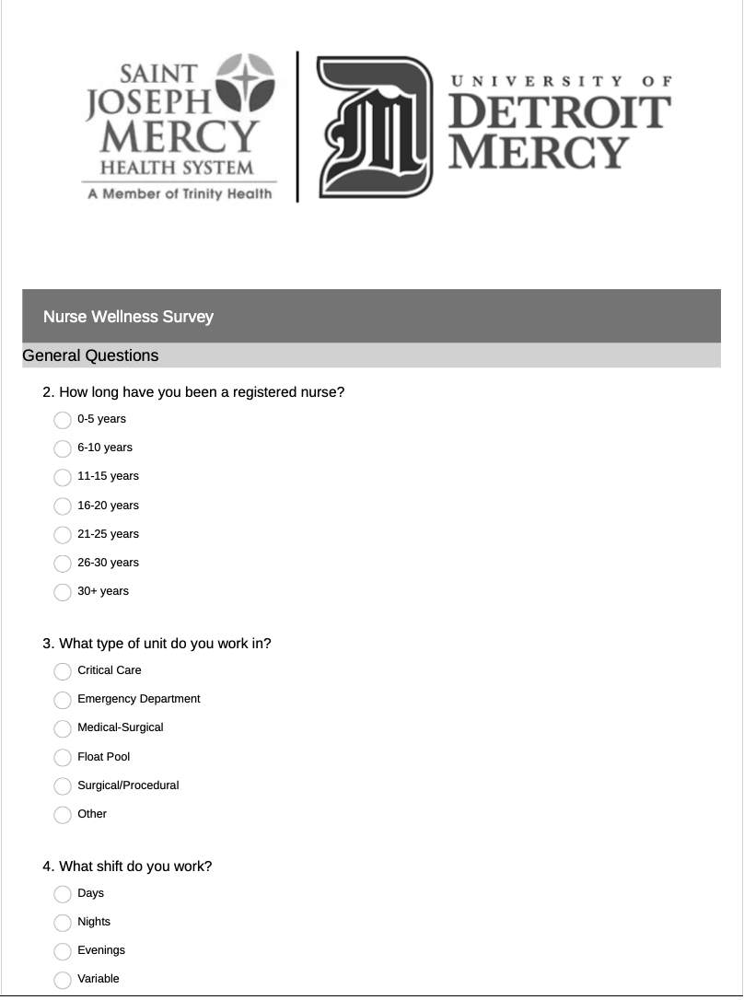 SAINT
JOSEPH
MERCY
HEALTH SYSTEM
A Member of Trinity Health
UNIVERSITY OF
DETROIT
MERCY
Nurse Wellness Survey
General Questions
2. How long have you been a registered nurse?
0-5 years
6-10 years
11-15 years
16-20 years
21-25 years
26-30 years
30+ years
3. What type of unit do you work in?
Critical Care
Emergency Department
Medical-Surgical
Float Pool
Surgical/Procedural
Other
4. What shift do you work?
Days
Nights
Evenings
Variable